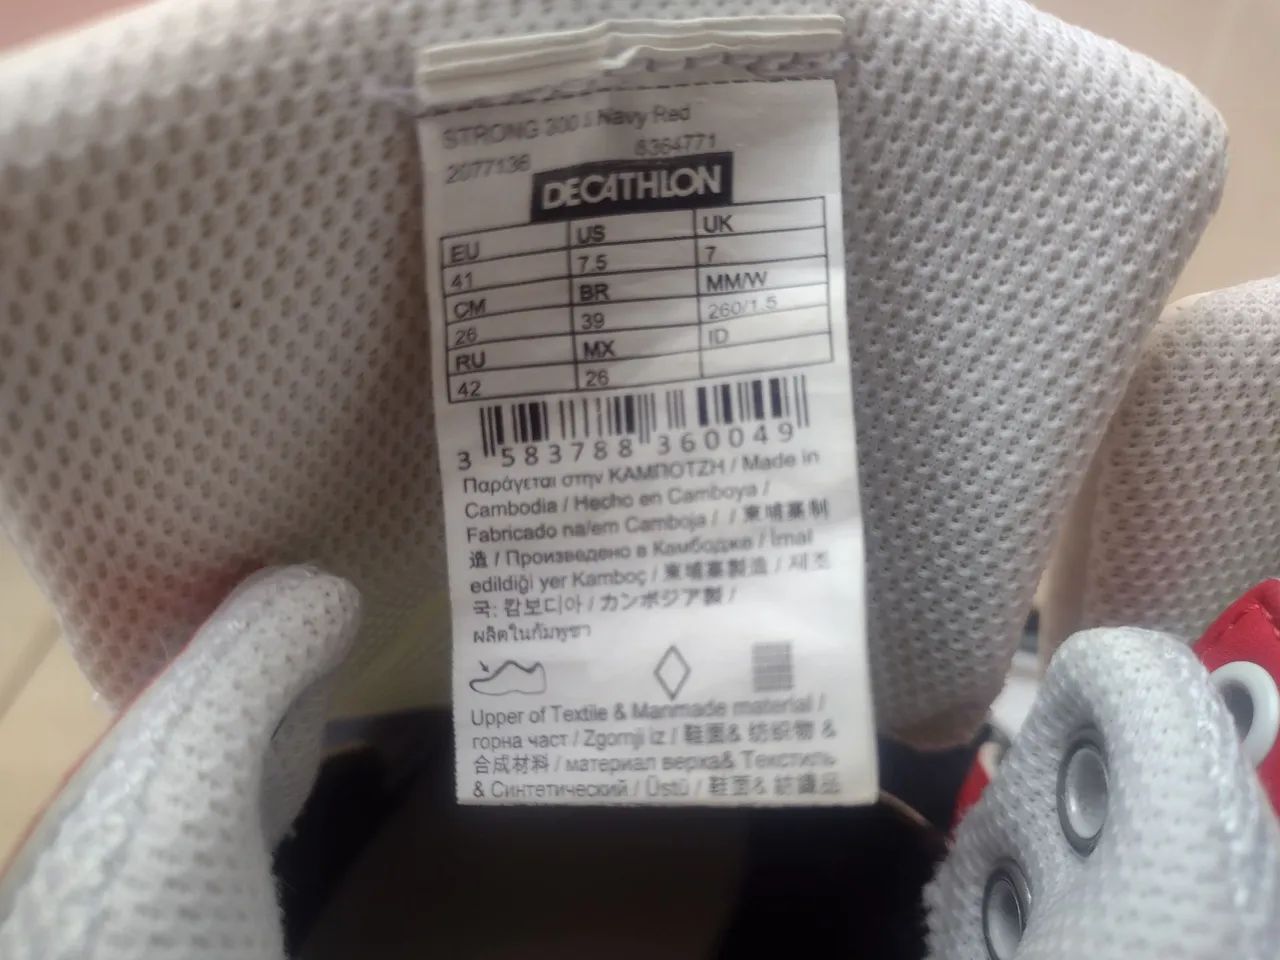 STRONG 300 Navy Red
2077136 8364771
DECATHLON
EU US UK
41 7.5 7
CM BR MM/W
26 39 260/1.5
RU MX ID
42 26
3 583788 360049
Παράγεται στην ΚΑΜΠΟΤΖΗ / Made in
Cambodia / Hecho en Camboya /
Fabricado na/em Camboja / / 柬埔寨制
造 / Произведено в Камбодже / İmal
edildiği yer Kamboç / 柬埔寨製造 / 제조
국: 캄보디아 / カンボジア製 /
ผลิตในกัมพูชา
Upper of Textile & Manmade material /
горна част / Zgornji iz / 鞋面& 纺织物 &
合成材料 / материал верха& Текстиль
& Синтетический / Üstü / 鞋面& 紡織品